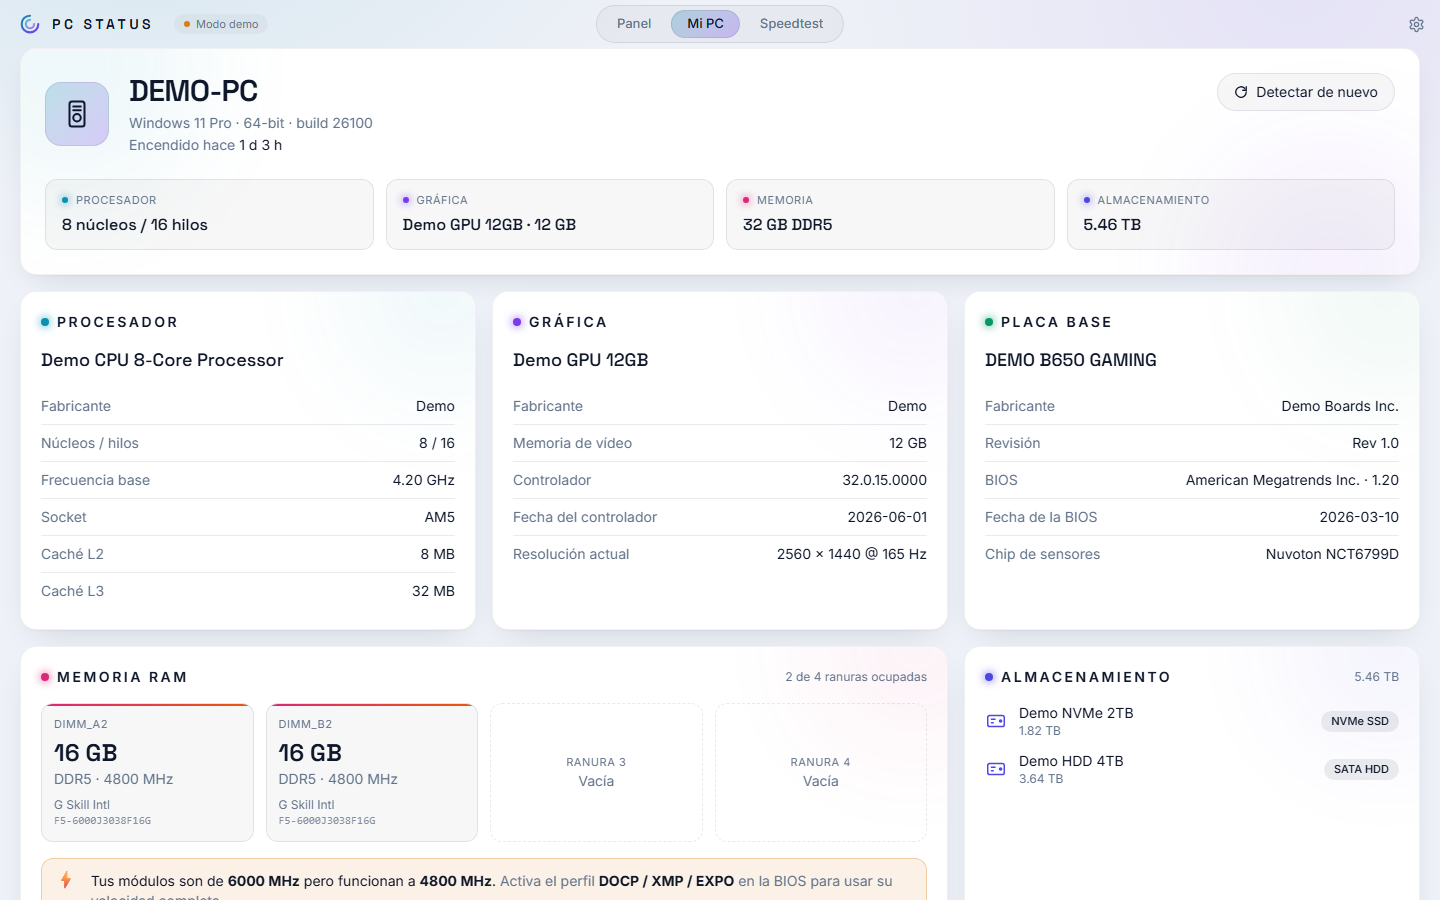 PC STATUS
Modo demo
Panel
Mi PC
Speedtest
DEMO-PC
Windows 11 Pro · 64-bit · build 26100
Encendido hace 1 d 3 h
Detectar de nuevo
PROCESADOR
8 núcleos / 16 hilos
GRÁFICA
Demo GPU 12GB · 12 GB
MEMORIA
32 GB DDR5
ALMACENAMIENTO
5.46 TB
PROCESADOR
Demo CPU 8-Core Processor
Fabricante Demo
Núcleos / hilos 8 / 16
Frecuencia base 4.20 GHz
Socket AM5
Caché L2 8 MB
Caché L3 32 MB
GRÁFICA
Demo GPU 12GB
Fabricante Demo
Memoria de vídeo 12 GB
Controlador 32.0.15.0000
Fecha del controlador 2026-06-01
Resolución actual 2560 × 1440 @ 165 Hz
PLACA BASE
DEMO B650 GAMING
Fabricante Demo Boards Inc.
Revisión Rev 1.0
BIOS American Megatrends Inc. · 1.20
Fecha de la BIOS 2026-03-10
Chip de sensores Nuvoton NCT6799D
MEMORIA RAM
2 de 4 ranuras ocupadas
DIMM_A2
16 GB
DDR5 · 4800 MHz
G Skill Intl
F5-6000J3038F16G
DIMM_B2
16 GB
DDR5 · 4800 MHz
G Skill Intl
F5-6000J3038F16G
RANURA 3
Vacía
RANURA 4
Vacía
Tus módulos son de 6000 MHz pero funcionan a 4800 MHz. Activa el perfil DOCP / XMP / EXPO en la BIOS para usar su
ALMACENAMIENTO
5.46 TB
Demo NVMe 2TB
1.82 TB
NVMe SSD
Demo HDD 4TB
3.64 TB
SATA HDD